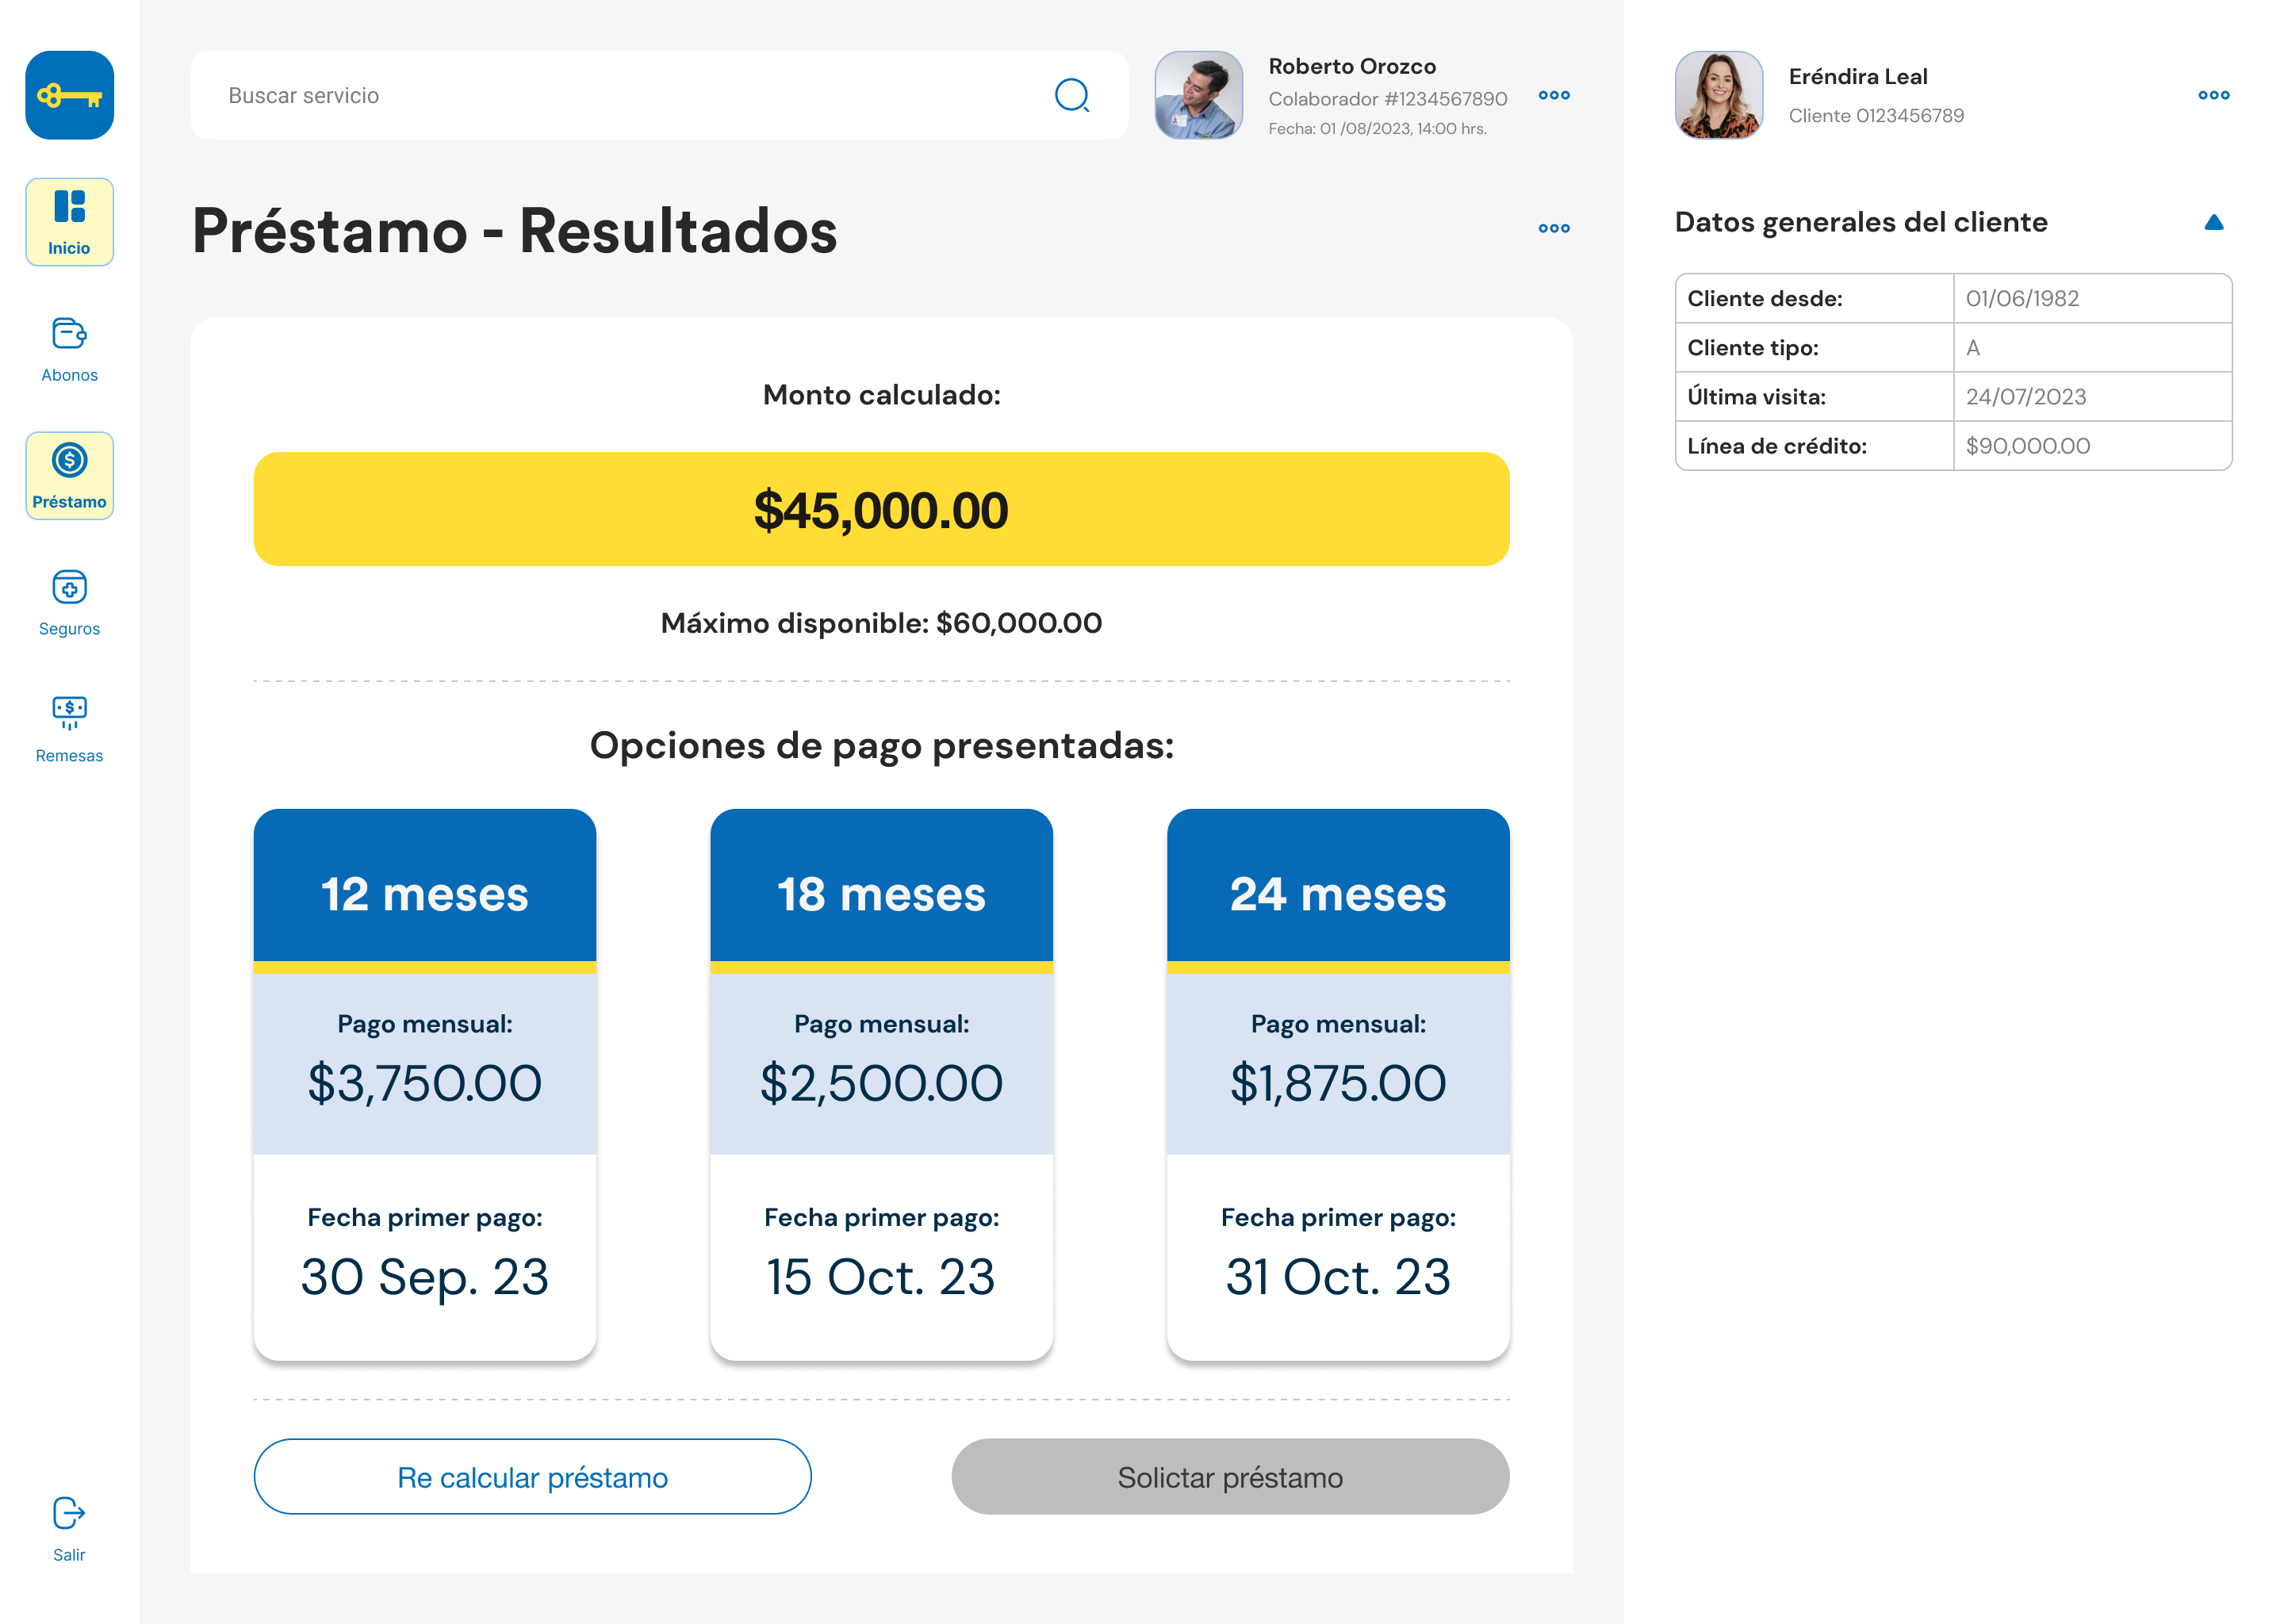 Buscar servicio
Roberto Orozco
Colaborador #1234567890
Fecha: 01 /08/2023, 14:00 hrs.
Eréndira Leal
Cliente 0123456789
Inicio
Abonos
Préstamo
Seguros
Remesas
Salir
Préstamo - Resultados
Monto calculado:
$45,000.00
Máximo disponible: $60,000.00
Opciones de pago presentadas:
12 meses
Pago mensual:
$3,750.00
Fecha primer pago:
30 Sep. 23
18 meses
Pago mensual:
$2,500.00
Fecha primer pago:
15 Oct. 23
24 meses
Pago mensual:
$1,875.00
Fecha primer pago:
31 Oct. 23
Re calcular préstamo
Solictar préstamo
Datos generales del cliente
Cliente desde: 01/06/1982
Cliente tipo: A
Última visita: 24/07/2023
Línea de crédito: $90,000.00